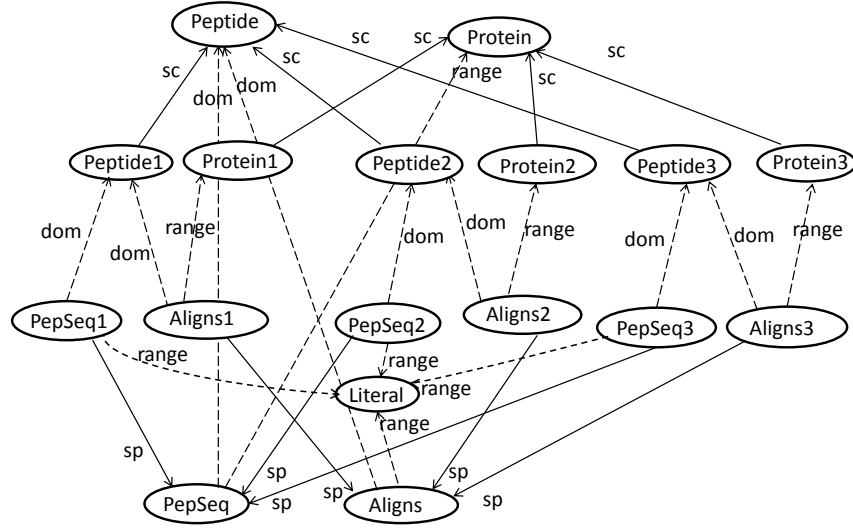 Peptide
Protein
sc
sc
sc
range
sc
sc
sc
dom
dom
Peptide1
Protein1
Peptide2
Protein2
Peptide3
Protein3
dom
dom
range
dom
dom
range
dom
dom
range
PepSeq1
Aligns1
PepSeq2
Aligns2
PepSeq3
Aligns3
range
range
range
Literal
range
sp
sp
sp
sp
sp
sp
PepSeq
Aligns